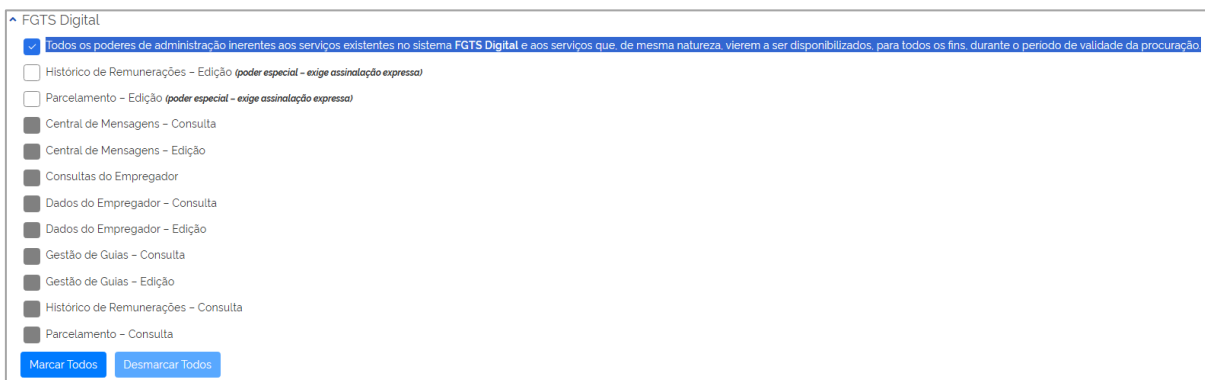 FGTS Digital
Todos os poderes de administração inerentes aos serviços existentes no sistema FGTS Digital e aos serviços que, de mesma natureza, vierem a ser disponibilizados, para todos os fins, durante o período de validade da procuração.
Histórico de Remunerações – Edição (poder especial – exige assinalação expressa)
Parcelamento – Edição (poder especial – exige assinalação expressa)
Central de Mensagens – Consulta
Central de Mensagens – Edição
Consultas do Empregador
Dados do Empregador – Consulta
Dados do Empregador – Edição
Gestão de Guias – Consulta
Gestão de Guias – Edição
Histórico de Remunerações – Consulta
Parcelamento – Consulta
Marcar Todos Desmarcar Todos